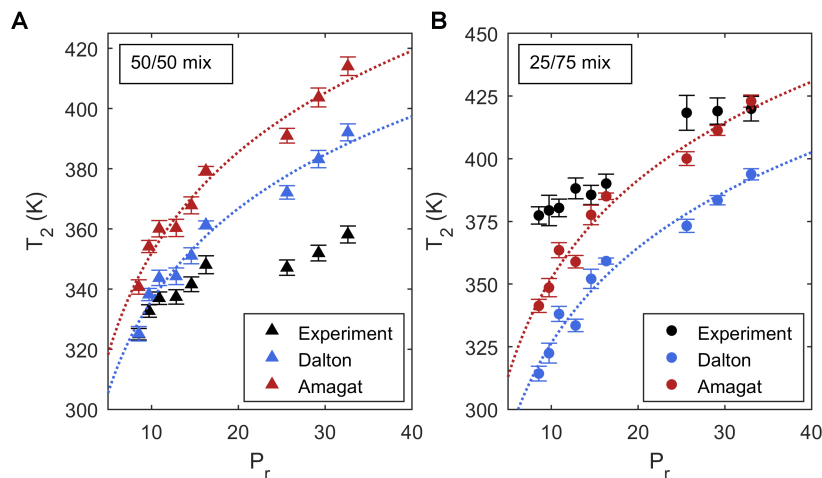 A
50/50 mix
T2 (K)
420
400
380
360
340
320
300
10
20
30
40
Pr
Experiment
Dalton
Amagat
B
25/75 mix
T2 (K)
450
425
400
375
350
325
300
10
20
30
40
Pr
Experiment
Dalton
Amagat